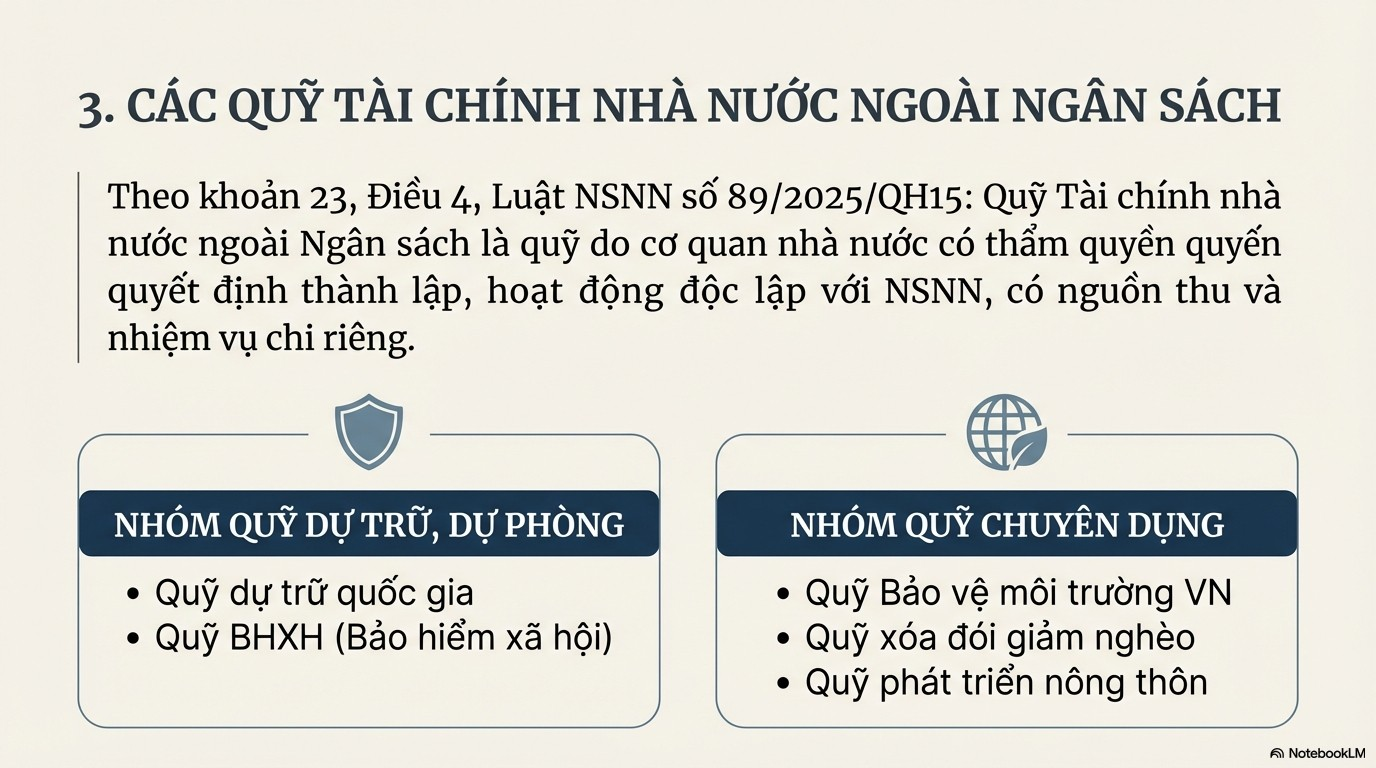 3. CÁC QUỸ TÀI CHÍNH NHÀ NƯỚC NGOÀI NGÂN SÁCH
Theo khoản 23, Điều 4, Luật NSNN số 89/2025/QH15: Quỹ Tài chính nhà
nước ngoài Ngân sách là quỹ do cơ quan nhà nước có thẩm quyền quyến
quyết định thành lập, hoạt động độc lập với NSNN, có nguồn thu và
nhiệm vụ chi riêng.
NHÓM QUỸ DỰ TRỮ, DỰ PHÒNG
• Quỹ dự trữ quốc gia
• Quỹ BHXH (Bảo hiểm xã hội)
NHÓM QUỸ CHUYÊN DỤNG
• Quỹ Bảo vệ môi trường VN
• Quỹ xóa đói giảm nghèo
• Quỹ phát triển nông thôn
NotebookLM